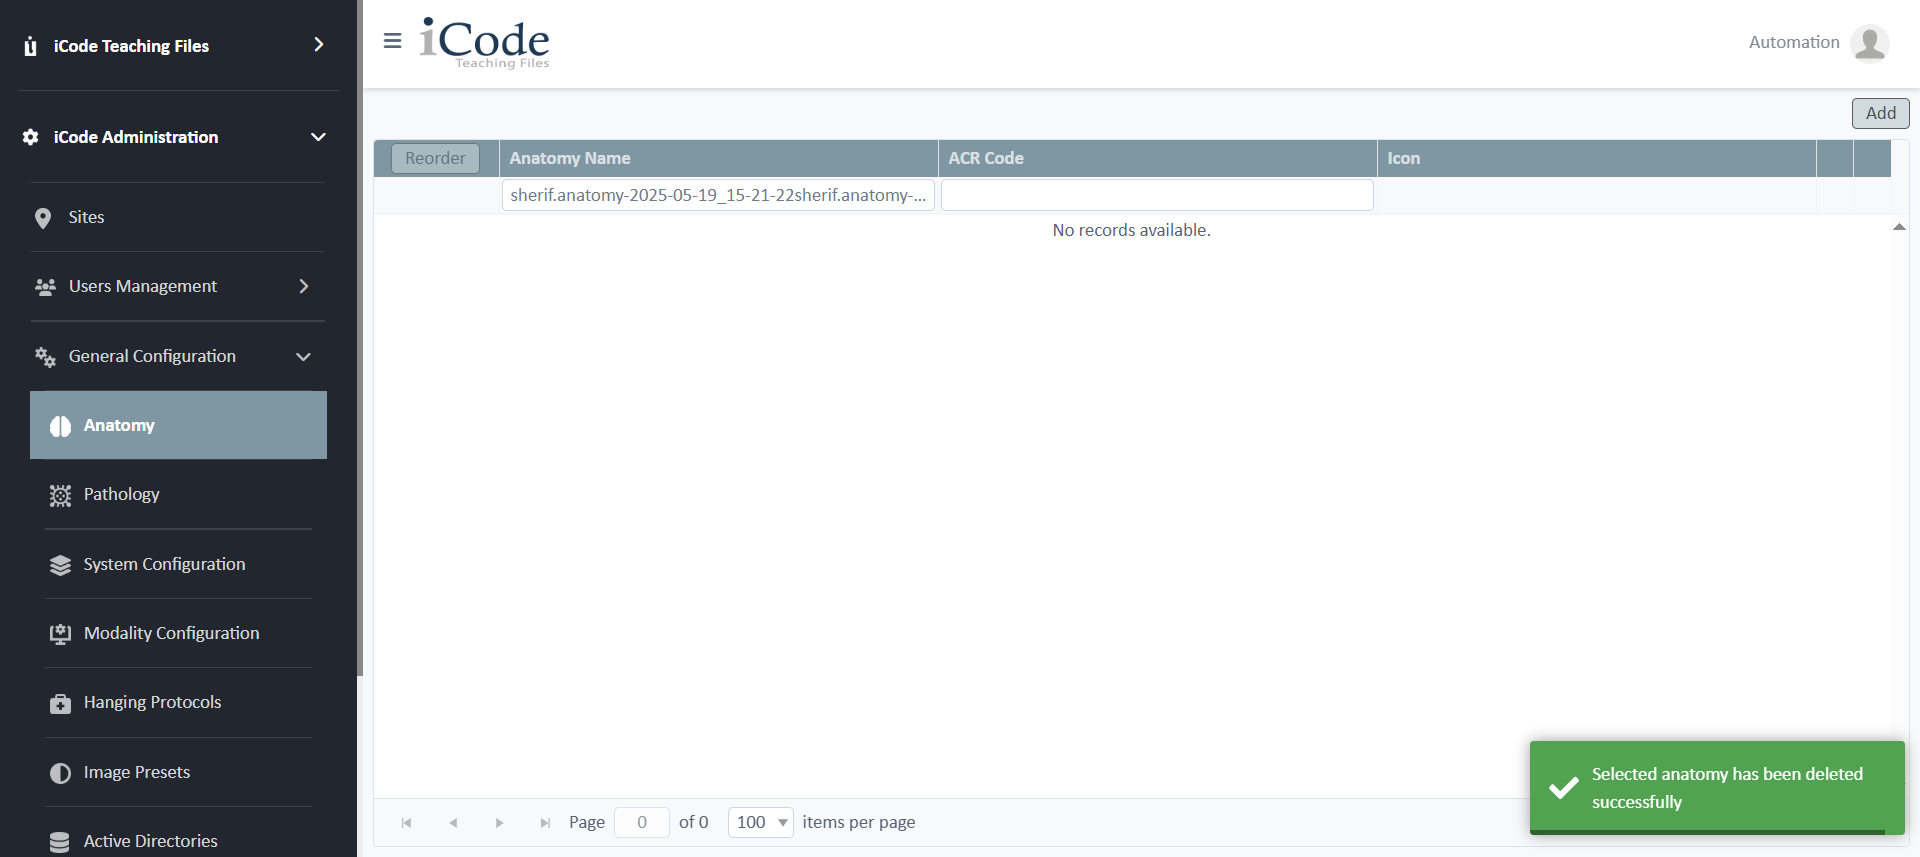 iCode Teaching Files
iCode Administration
Sites
Users Management
General Configuration
Anatomy
Pathology
System Configuration
Modality Configuration
Hanging Protocols
Image Presets
Active Directories
iCode
Teaching Files
Automation
Add
Reorder
Anatomy Name
ACR Code
Icon
sherif.anatomy-2025-05-19_15-21-22sherif.anatomy-...
No records available.
Page 0 of 0 100 items per page
Selected anatomy has been deleted
successfully